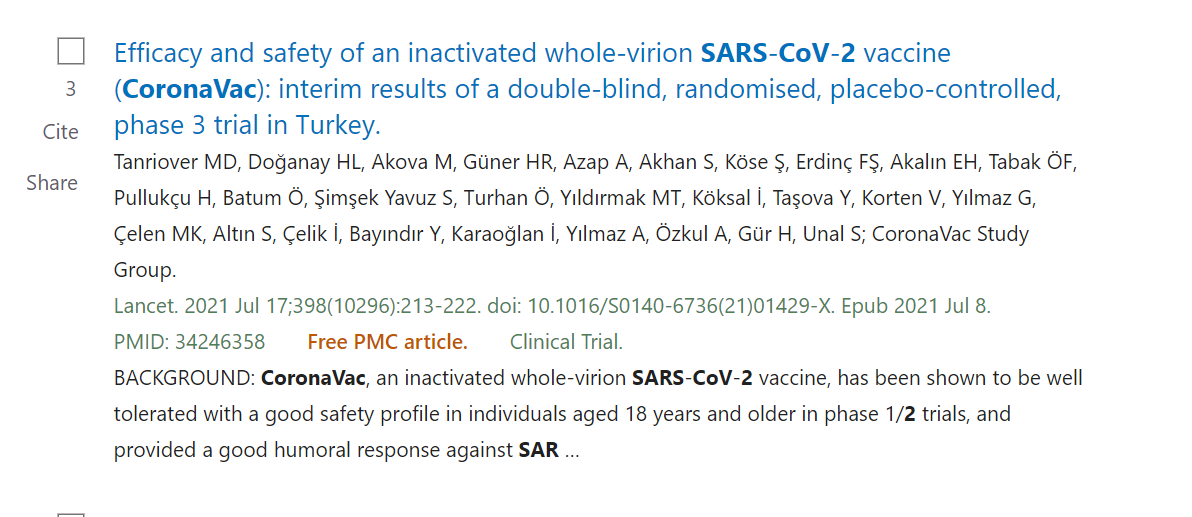 Efficacy and safety of an inactivated whole-virion SARS-CoV-2 vaccine
(CoronaVac): interim results of a double-blind, randomised, placebo-controlled,
phase 3 trial in Turkey.
3
Cite
Share
Tanriover MD, Doğanay HL, Akova M, Güner HR, Azap A, Akhan S, Köse Ş, Erdinç FŞ, Akalın EH, Tabak ÖF,
Pullukçu H, Batum Ö, Şimşek Yavuz S, Turhan Ö, Yıldırmak MT, Köksal İ, Taşova Y, Korten V, Yılmaz G,
Çelen MK, Altın S, Çelik İ, Bayındır Y, Karaoğlan İ, Yılmaz A, Özkul A, Gür H, Unal S; CoronaVac Study
Group.
Lancet. 2021 Jul 17;398(10296):213-222. doi: 10.1016/S0140-6736(21)01429-X. Epub 2021 Jul 8.
PMID: 34246358 Free PMC article. Clinical Trial.
BACKGROUND: CoronaVac, an inactivated whole-virion SARS-CoV-2 vaccine, has been shown to be well
tolerated with a good safety profile in individuals aged 18 years and older in phase 1/2 trials, and
provided a good humoral response against SAR ...